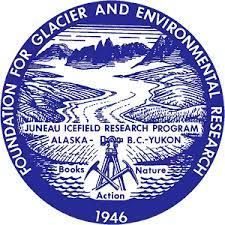 FOUNDATION FOR GLACIER AND ENVIRONMENTAL RESEARCH
JUNEAU ICEFIELD RESEARCH PROGRAM
ALASKA - B.C.-YUKON
Books Nature
Action
1946